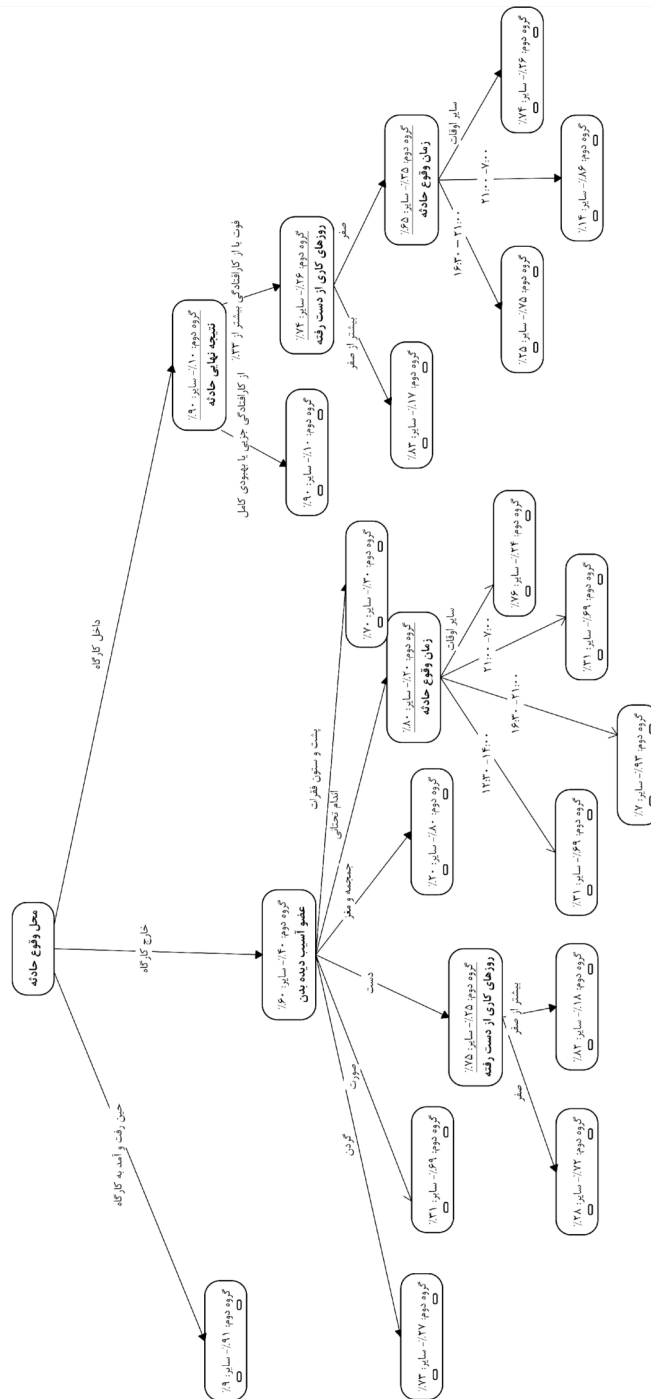 محل وقوع حادثه
حین رفت و آمد به کارگاه
خارج کارگاه
داخل کارگاه
گروه دوم: ۹۱٪- سایر: ۹٪
گروه دوم: ۴۰٪- سایر: ۶۰٪
عضو آسیب دیده بدن
گروه دوم: ۱۰٪- سایر: ۹۰٪
نتیجه نهایی حادثه
گردن
صورت
دست
جمجمه و مغز
اندام تحتانی
پشت و ستون فقرات
از کارافتادگی جزیی یا بهبودی کامل
فوت یا از کارافتادگی بیشتر از ۳۳٪
گروه دوم: ۲۷٪- سایر: ۷۳٪
گروه دوم: ۶۹٪- سایر: ۳۱٪
گروه دوم: ۲۵٪- سایر: ۷۵٪
روزهای کاری از دست رفته
گروه دوم: ۸۰٪- سایر: ۲۰٪
گروه دوم: ۲۰٪- سایر: ۸۰٪
زمان وقوع حادثه
گروه دوم: ۳۰٪- سایر: ۷۰٪
گروه دوم: ۱۰٪- سایر: ۹۰٪
گروه دوم: ۲۶٪- سایر: ۷۴٪
روزهای کاری از دست رفته
صفر
بیشتر از صفر
۱۲:۳۰ -۱۴:۰۰
۱۶:۳۰ -۲۱:۰۰
۲۱:۰۰ -۷:۰۰
سایر اوقات
بیشتر از صفر
صفر
گروه دوم: ۷۲٪- سایر: ۲۸٪
گروه دوم: ۱۸٪- سایر: ۸۲٪
گروه دوم: ۶۹٪- سایر: ۳۱٪
گروه دوم: ۹۳٪- سایر: ۷٪
گروه دوم: ۶۹٪- سایر: ۳۱٪
گروه دوم: ۲۴٪- سایر: ۷۶٪
گروه دوم: ۱۷٪- سایر: ۸۳٪
گروه دوم: ۳۵٪- سایر: ۶۵٪
زمان وقوع حادثه
۱۶:۳۰ – ۲۱:۰۰
۲۱:۰۰ -۷:۰۰
سایر اوقات
گروه دوم: ۷۵٪- سایر: ۲۵٪
گروه دوم: ۸۶٪- سایر: ۱۴٪
گروه دوم: ۲۶٪- سایر: ۷۴٪